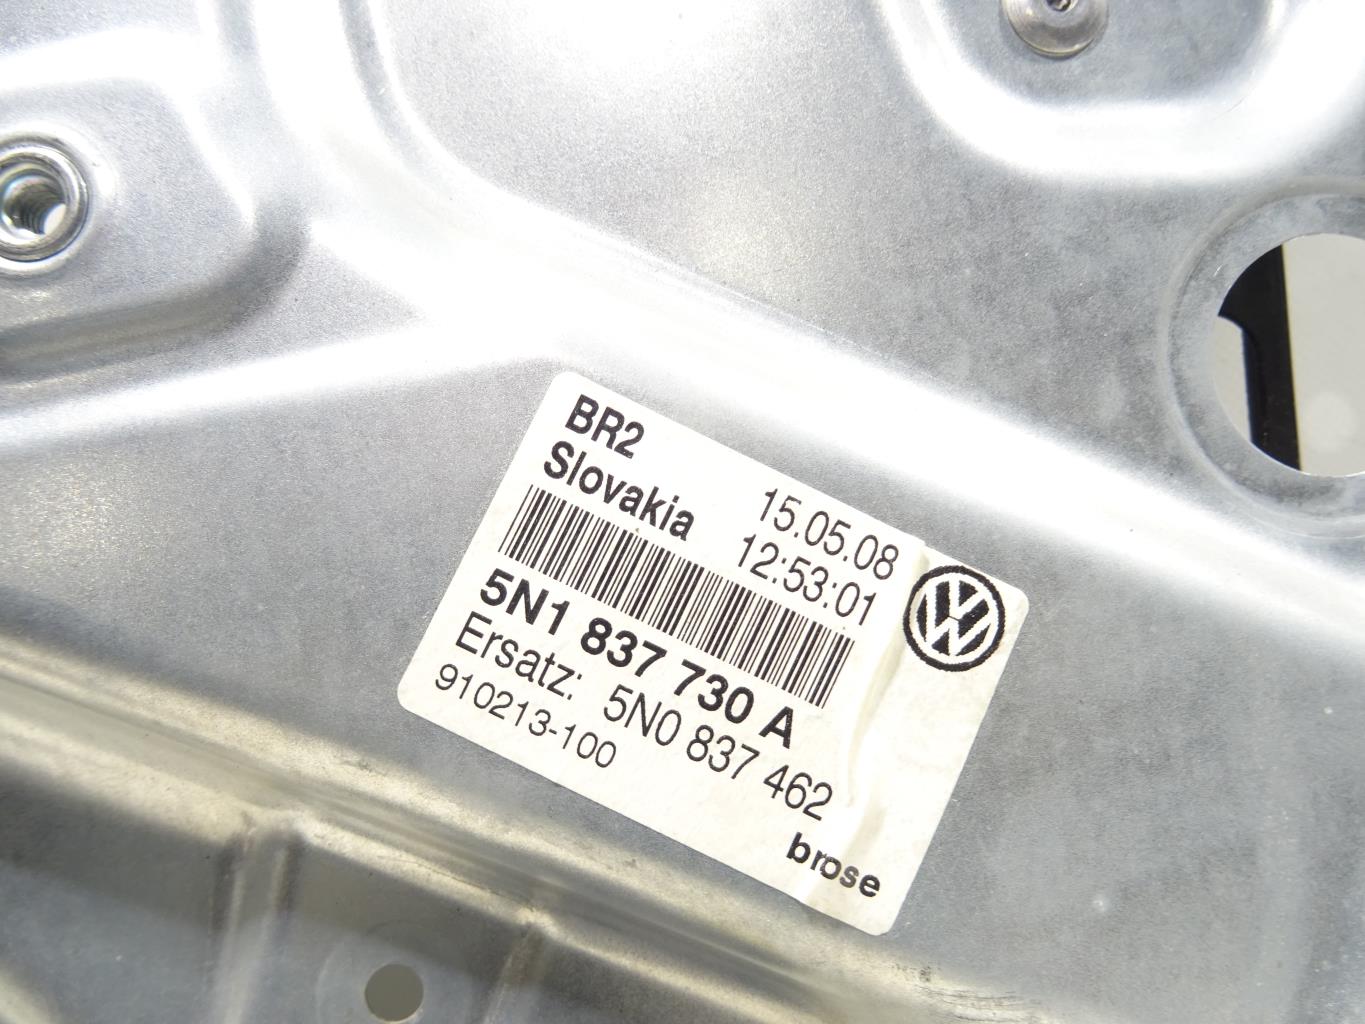 BR2
Slovakia
15.05.08
12:53:01
5N1 837 730 A
Ersatz: 5N0 837 462
910213-100
brose